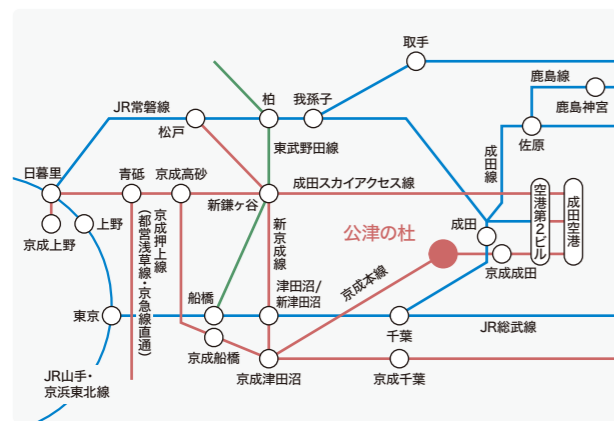 取手
鹿島線
鹿島神宮
柏
我孫子
JR常磐線
松戸
東武野田線
成田線
佐原
日暮里
青砥
京成高砂
成田スカイアクセス線
新鎌ヶ谷
京成上野
上野
京成押上線
(都営浅草線・京急線直通)
新京成線
公津の杜
成田
空港第2ビル
成田空港
京成成田
京成本線
東京
船橋
津田沼/
新津田沼
千葉
JR総武線
京成船橋
京成津田沼
京成千葉
JR山手・
京浜東北線